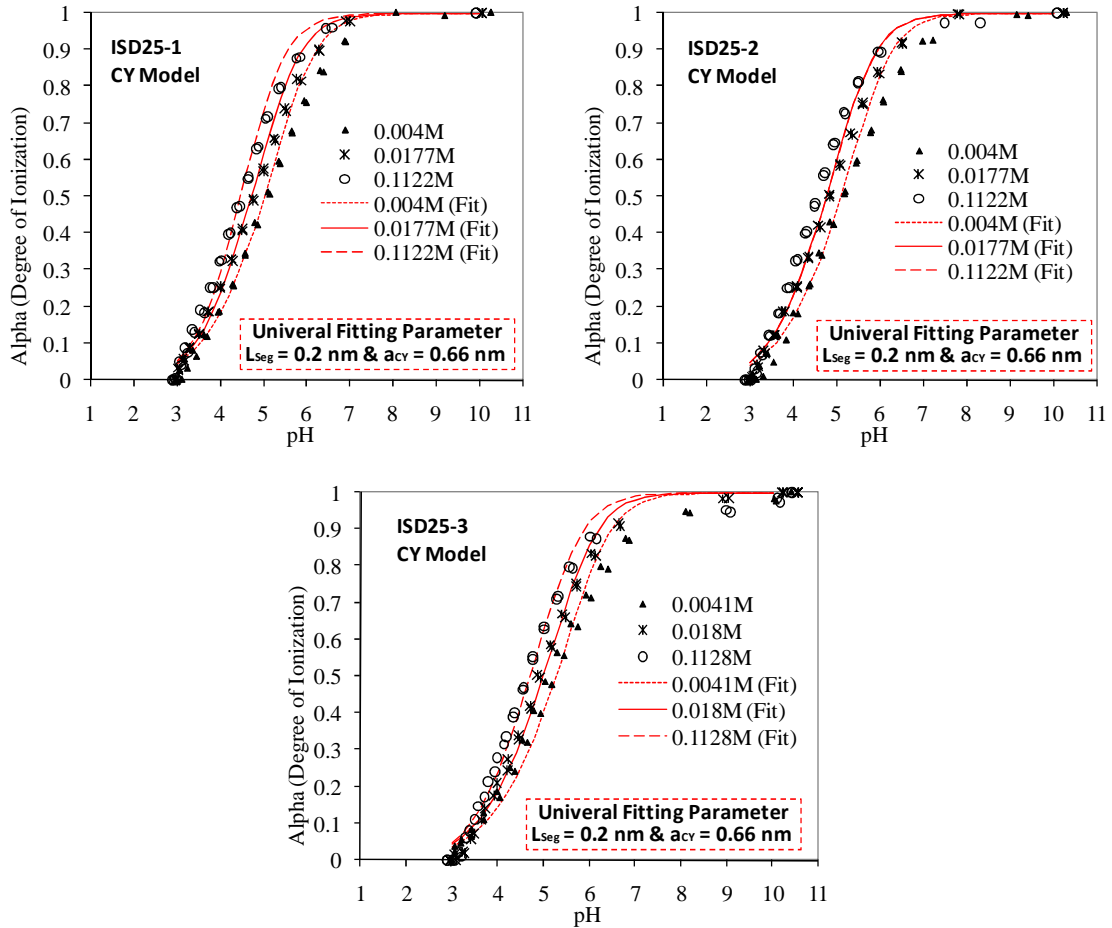 Alpha (Degree of Ionization)
1
0.9
0.8
0.7
0.6
0.5
0.4
0.3
0.2
0.1
0
ISD25-1
CY Model
0.004M
0.0177M
0.1122M
0.004M (Fit)
0.0177M (Fit)
0.1122M (Fit)
Univeral Fitting Parameter
LSeg = 0.2 nm & aCY = 0.66 nm
1 2 3 4 5 6 7 8 9 10 11
pH
Alpha (Degree of Ionization)
1
0.9
0.8
0.7
0.6
0.5
0.4
0.3
0.2
0.1
0
ISD25-2
CY Model
0.004M
0.0177M
0.1122M
0.004M (Fit)
0.0177M (Fit)
0.1122M (Fit)
Univeral Fitting Parameter
LSeg = 0.2 nm & aCY = 0.66 nm
1 2 3 4 5 6 7 8 9 10 11
pH
Alpha (Degree of Ionization)
1
0.9
0.8
0.7
0.6
0.5
0.4
0.3
0.2
0.1
0
ISD25-3
CY Model
0.0041M
0.018M
0.1128M
0.0041M (Fit)
0.018M (Fit)
0.1128M (Fit)
Univeral Fitting Parameter
LSeg = 0.2 nm & aCY = 0.66 nm
1 2 3 4 5 6 7 8 9 10 11
pH